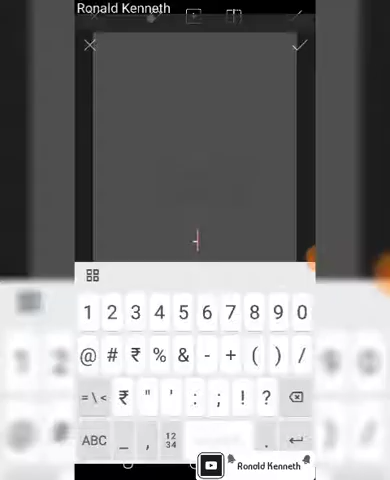 Ronald Kenneth
-
1 2 3 4 5 6 7 8 9 0
@ # ₹ % & - + ( ) /
= \ < ₹ " ' : ; ! ? 
ABC _ , 12 34 .
Ronald Kenneth